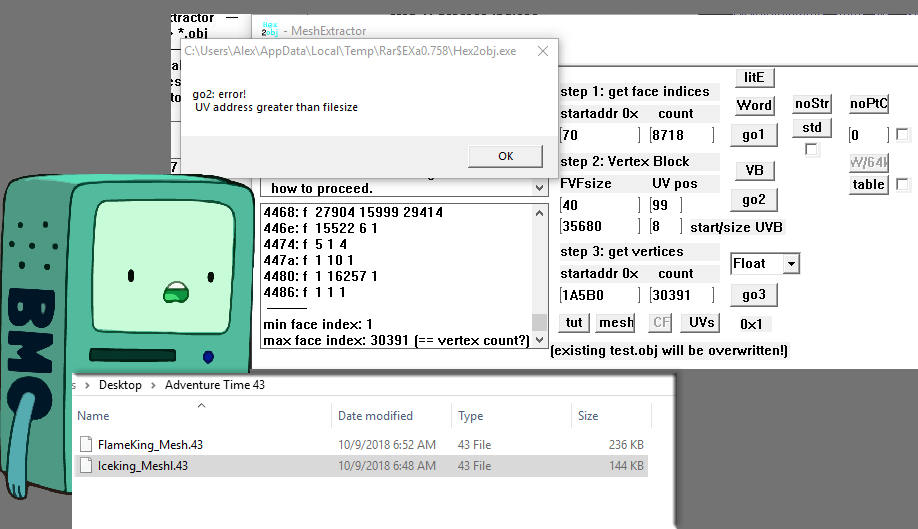 xtractor
> *.obj
Hex
2obj - MeshExtractor
C:\Users\Alex\AppData\Local\Temp\Rar$EXa0.758\Hex2obj.exe
go2: error!
UV address greater than filesize
OK
how to proceed.
4468: f 27904 15999 29414
446e: f 15522 6 1
4474: f 5 1 4
447a: f 1 10 1
4480: f 1 16257 1
4486: f 1 1 1
min face index: 1
max face index: 30391 (== vertex count?)
litE
step 1: get face indices
Word noStr noPtC
startaddr 0x count
[70 ] [8718 ] go1 std [0 ]
step 2: Vertex Block
VB W/64k
FVFsize UV pos table
[40 ] [99 ] go2
[35680 ] [8 ] start/size UVB
step 3: get vertices
Float
startaddr 0x count
[1A5B0 ] [30391 ] go3
tut mesh CF UVs 0x1
(existing test.obj will be overwritten!)
BMO
s > Desktop > Adventure Time 43
Name Date modified Type Size
FlameKing_Mesh.43 10/9/2018 6:52 AM 43 File 236 KB
Iceking_Meshl.43 10/9/2018 6:48 AM 43 File 144 KB